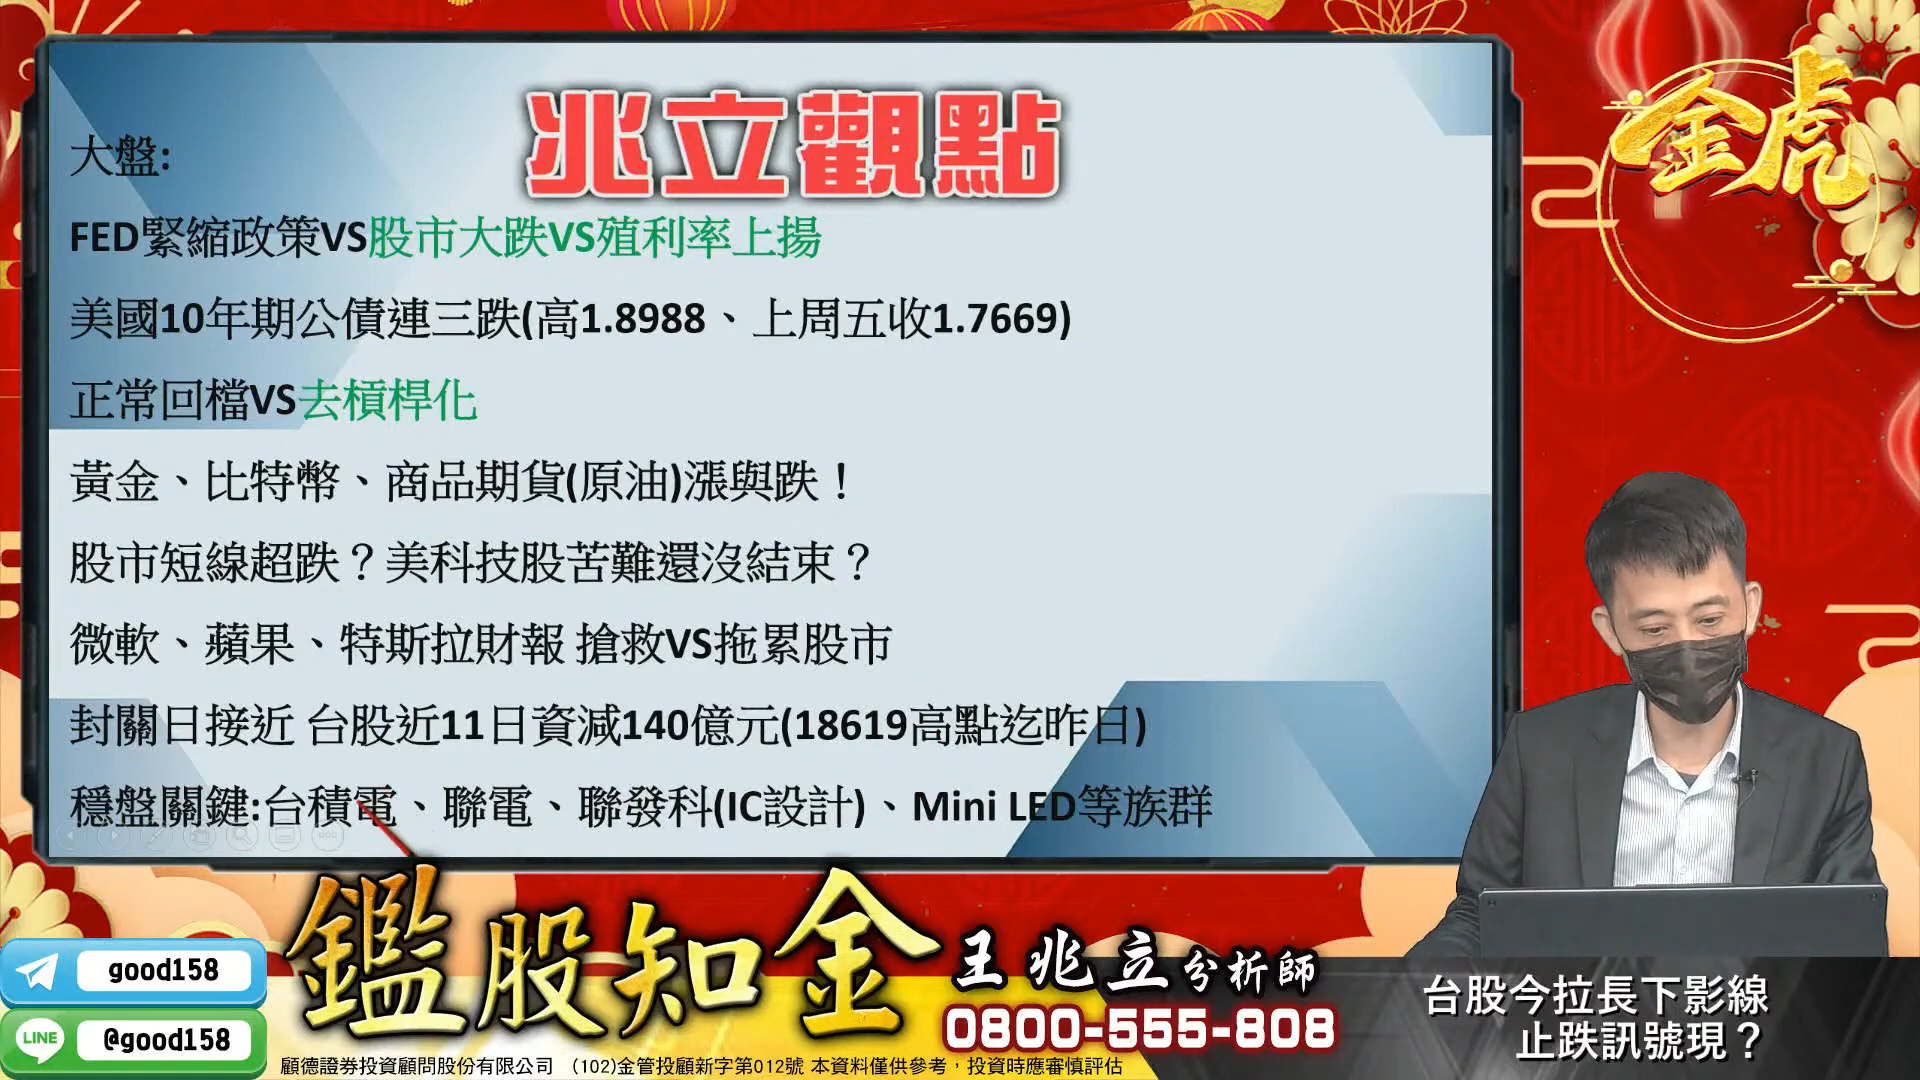 兆立觀點
金虎
大盤:
FED緊縮政策VS股市大跌VS殖利率上揚
美國10年期公債連三跌(高1.8988、上周五收1.7669)
正常回檔VS去槓桿化
黃金、比特幣、商品期貨(原油)漲與跌！
股市短線超跌？美科技股苦難還沒結束？
微軟、蘋果、特斯拉財報 搶救VS拖累股市
封關日接近 台股近11日資減140億元(18619高點迄昨日)
穩盤關鍵:台積電、聯電、聯發科(IC設計)、Mini LED等族群
鑑股知金
王兆立分析師
0800-555-808
good158
LINE @good158
顧德證券投資顧問股份有限公司 (102)金管投顧新字第012號 本資料僅供參考，投資時應審慎評估
台股今拉長下影線
止跌訊號現？